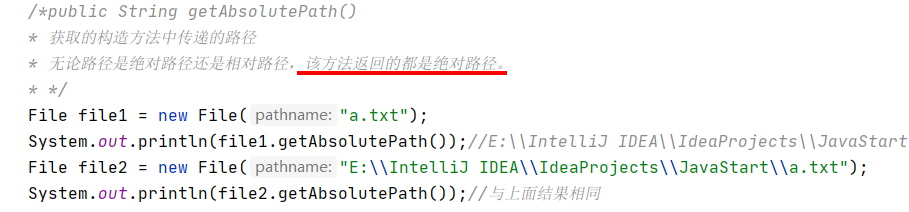 /*public String getAbsolutePath()
* 获取的构造方法中传递的路径
* 无论路径是绝对路径还是相对路径，该方法返回的都是绝对路径。
* */
File file1 = new File( pathname: "a.txt");
System.out.println(file1.getAbsolutePath());//E:\\IntelliJ IDEA\\IdeaProjects\\JavaStart
File file2 = new File( pathname: "E:\\IntelliJ IDEA\\IdeaProjects\\JavaStart\\a.txt");
System.out.println(file2.getAbsolutePath());//与上面结果相同